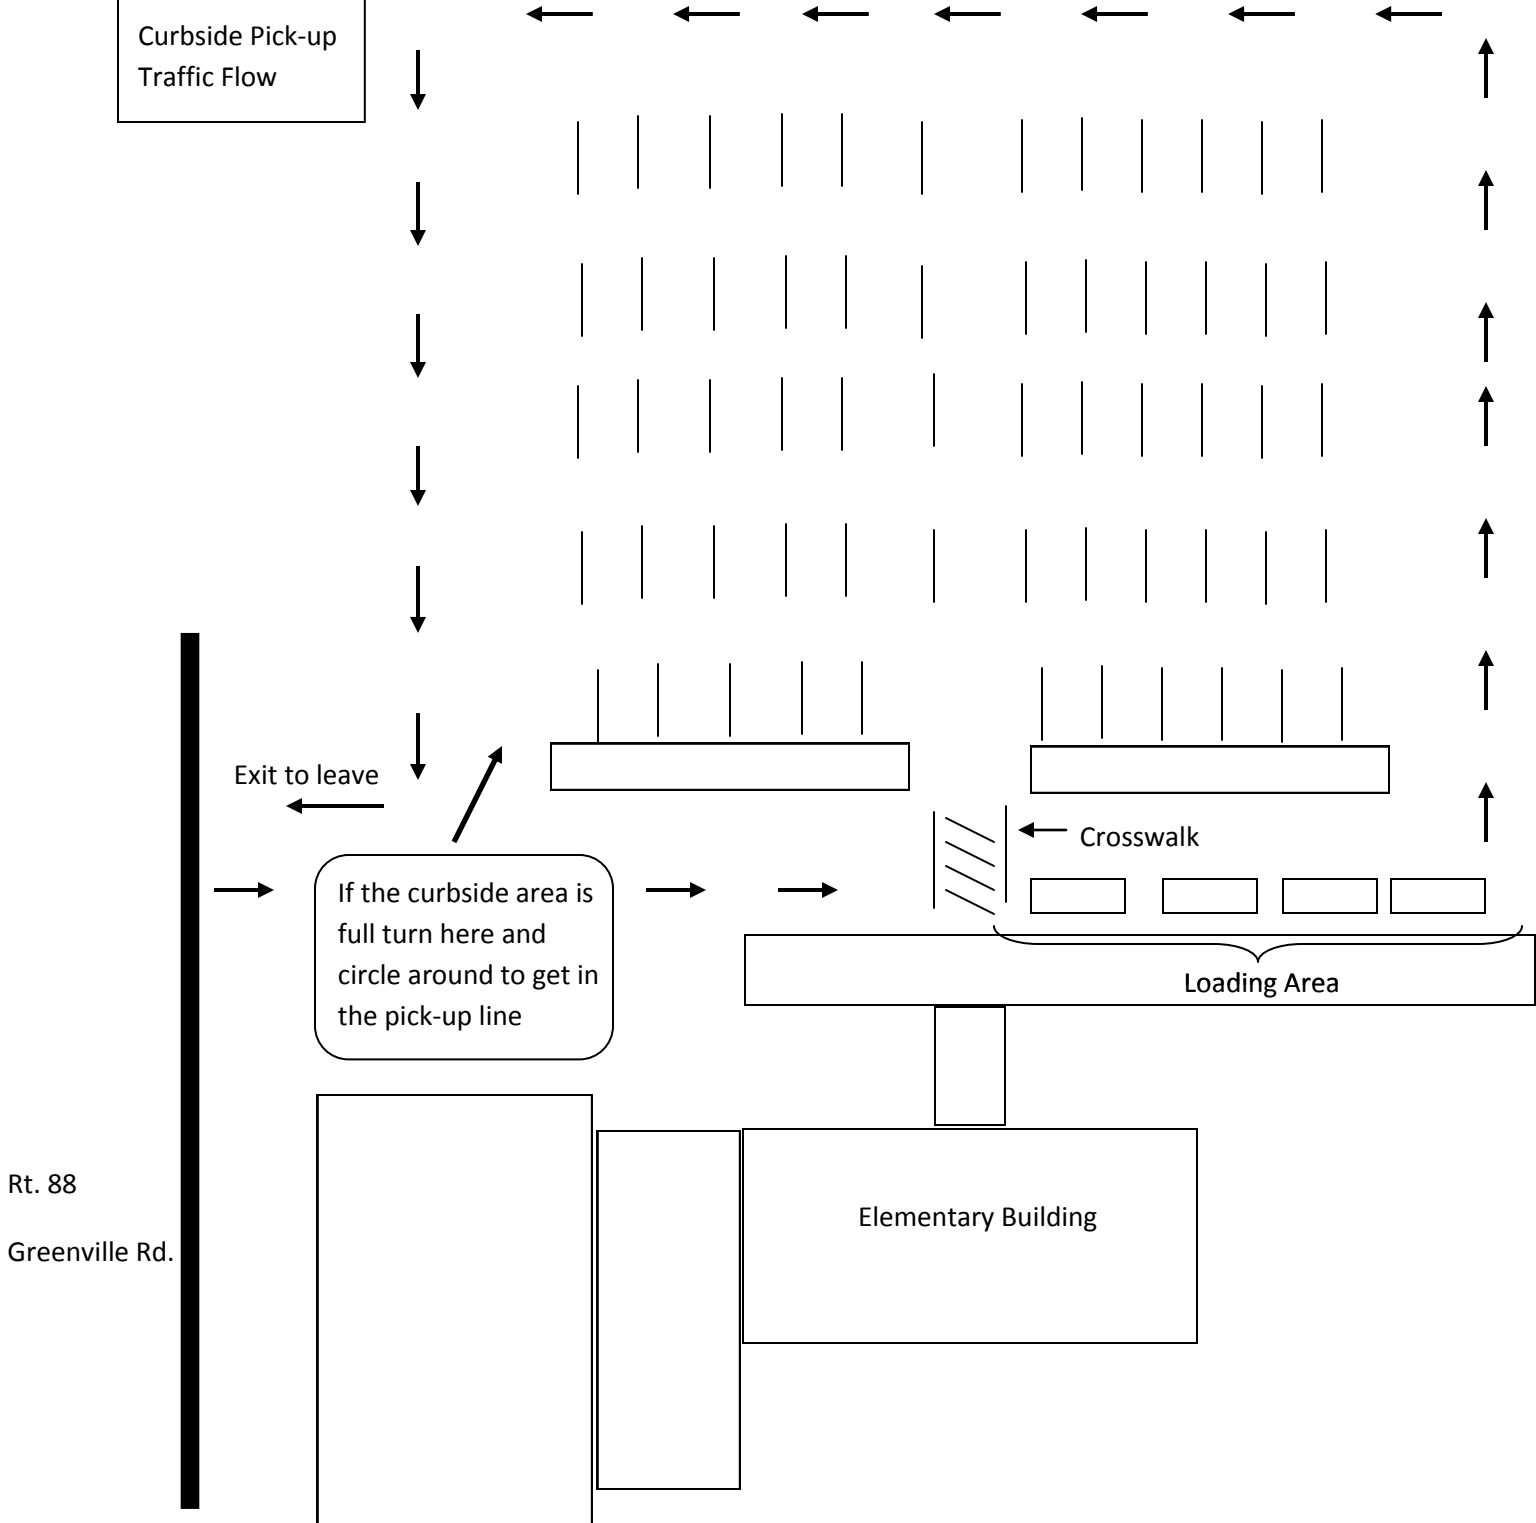 Curbside Pick-up
Traffic Flow
Exit to leave
Crosswalk
If the curbside area is
full turn here and
circle around to get in
the pick-up line
Loading Area
Rt. 88
Elementary Building
Greenville Rd.